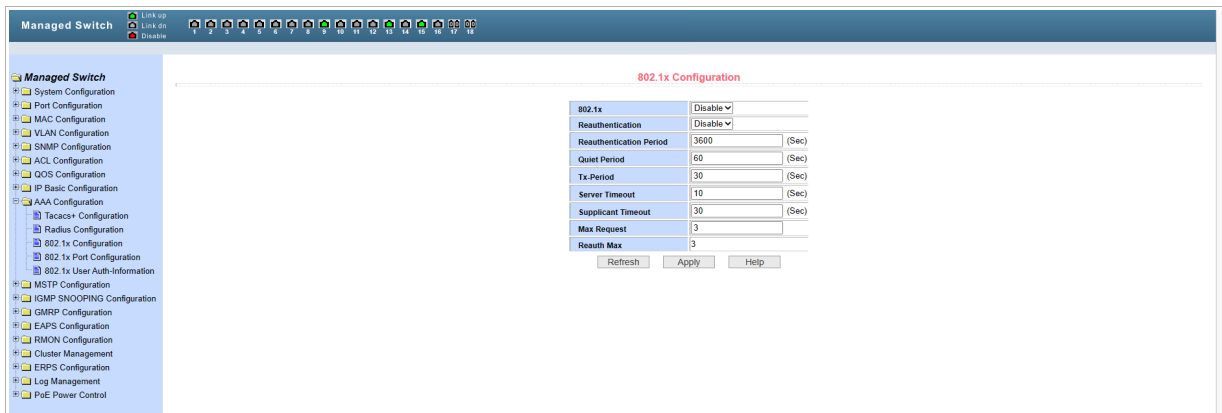 Managed Switch
Link up
Link dn
Disable
1 2 3 4 5 6 7 8 9 10 11 12 13 14 15 16 17 18
Managed Switch
System Configuration
Port Configuration
MAC Configuration
VLAN Configuration
SNMP Configuration
ACL Configuration
QOS Configuration
IP Basic Configuration
AAA Configuration
Tacacs+ Configuration
Radius Configuration
802.1x Configuration
802.1x Port Configuration
802.1x User Auth-Information
MSTP Configuration
IGMP SNOOPING Configuration
GMRP Configuration
EAPS Configuration
RMON Configuration
Cluster Management
ERPS Configuration
Log Management
PoE Power Control
802.1x Configuration
802.1x Disable
Reauthentication Disable
Reauthentication Period 3600 (Sec)
Quiet Period 60 (Sec)
Tx-Period 30 (Sec)
Server Timeout 10 (Sec)
Supplicant Timeout 30 (Sec)
Max Request 3
Reauth Max 3
Refresh Apply Help